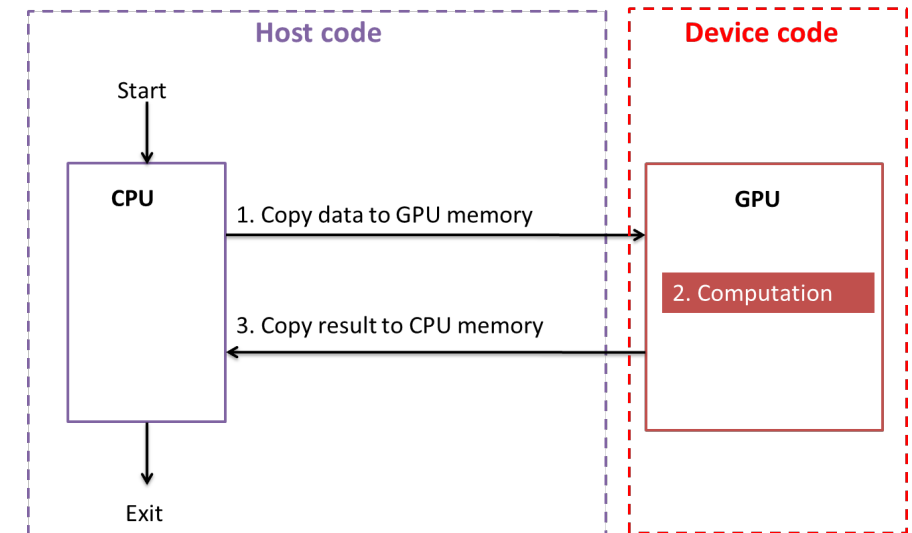 Host code
Device code
Start
CPU
GPU
1. Copy data to GPU memory
2. Computation
3. Copy result to CPU memory
Exit